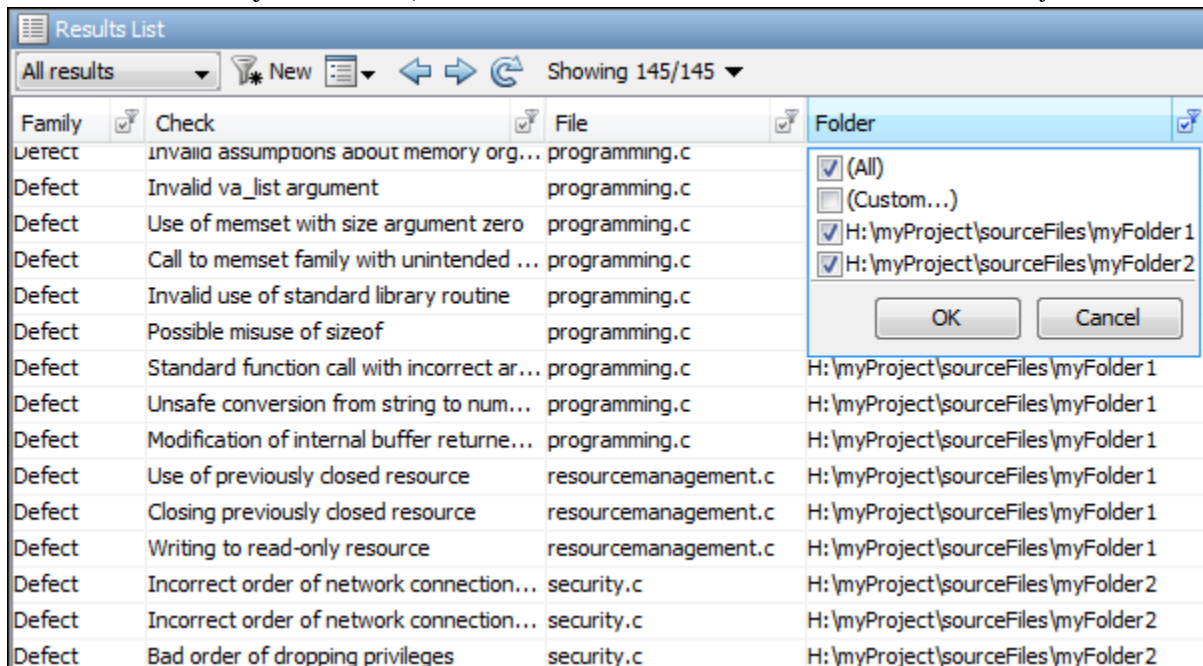 Results List
All results New Showing 145/145
Family Check File Folder
Defect Invalid assumptions about memory org... programming.c
(All)
Defect Invalid va_list argument programming.c
(Custom...)
Defect Use of memset with size argument zero programming.c
H:\myProject\sourceFiles\myFolder1
Defect Call to memset family with unintended ... programming.c
H:\myProject\sourceFiles\myFolder2
Defect Invalid use of standard library routine programming.c
OK Cancel
Defect Possible misuse of sizeof programming.c
Defect Standard function call with incorrect ar... programming.c H:\myProject\sourceFiles\myFolder1
Defect Unsafe conversion from string to num... programming.c H:\myProject\sourceFiles\myFolder1
Defect Modification of internal buffer returne... programming.c H:\myProject\sourceFiles\myFolder1
Defect Use of previously closed resource resourcemanagement.c H:\myProject\sourceFiles\myFolder1
Defect Closing previously closed resource resourcemanagement.c H:\myProject\sourceFiles\myFolder1
Defect Writing to read-only resource resourcemanagement.c H:\myProject\sourceFiles\myFolder1
Defect Incorrect order of network connection... security.c H:\myProject\sourceFiles\myFolder2
Defect Incorrect order of network connection... security.c H:\myProject\sourceFiles\myFolder2
Defect Bad order of dropping privileges security.c H:\myProject\sourceFiles\myFolder2